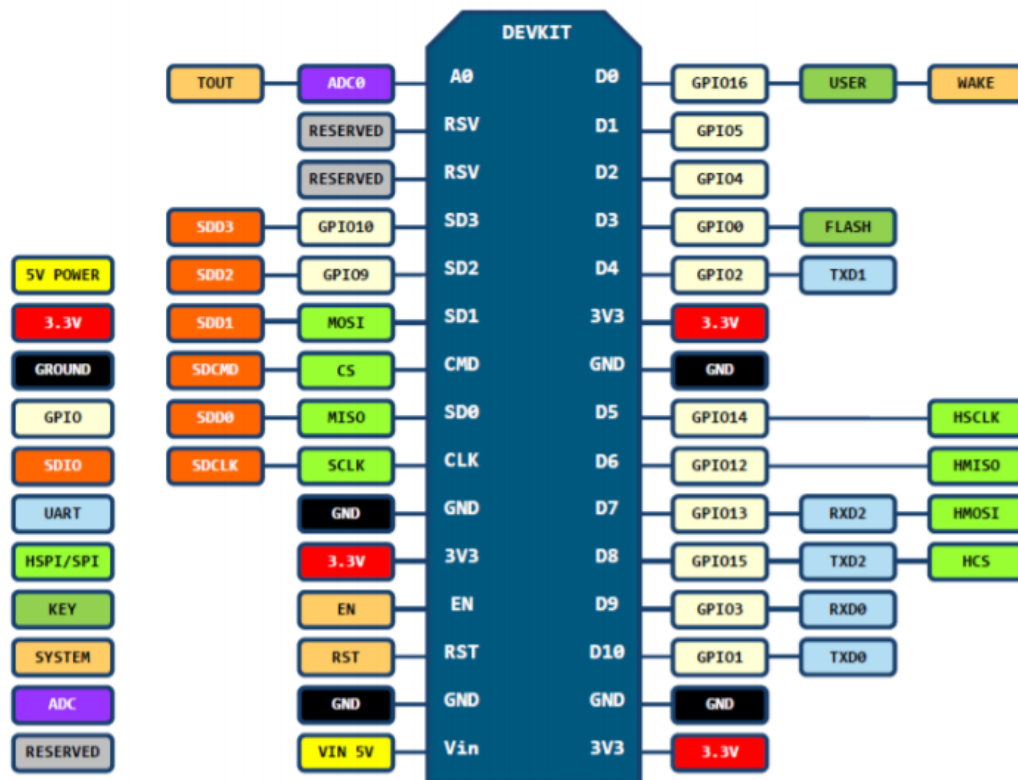 DEVKIT
TOUT ADC0 A0 D0 GPIO16 USER WAKE
RESERVED RSV D1 GPIO5
RESERVED RSV D2 GPIO4
SDD3 GPIO10 SD3 D3 GPIO0 FLASH
5V POWER SDD2 GPIO9 SD2 D4 GPIO2 TXD1
3.3V SDD1 MOSI SD1 3V3 3.3V
GROUND SDCMD CS CMD GND GND
GPIO SDD0 MISO SD0 D5 GPIO14 HSCLK
SDIO SDCLK SCLK CLK D6 GPIO12 HMISO
UART GND GND D7 GPIO13 RXD2 HMOSI
HSPI/SPI 3.3V 3V3 D8 GPIO15 TXD2 HCS
KEY EN EN D9 GPIO3 RXD0
SYSTEM RST RST D10 GPIO1 TXD0
ADC GND GND GND GND
RESERVED VIN 5V Vin 3V3 3.3V